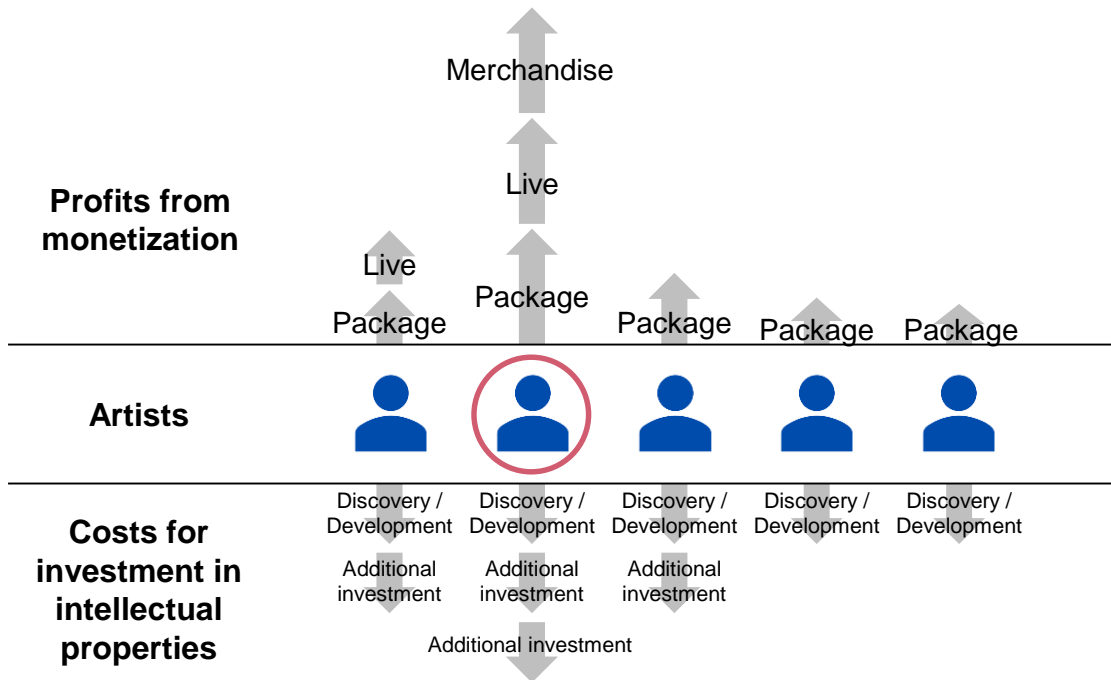 Merchandise
Live
Profits from
monetization
Live
Package
Package
Package
Package
Package
Artists
Discovery /
Development
Discovery /
Development
Discovery /
Development
Discovery /
Development
Discovery /
Development
Costs for
investment in
intellectual
properties
Additional
investment
Additional
investment
Additional
investment
Additional investment